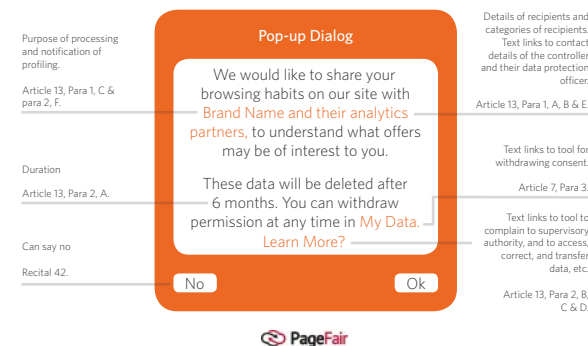 Purpose of processing
and notification of
profiling.
Article 13, Para 1, C &
para 2, F.
Duration
Article 13, Para 2, A.
Can say no
Recital 42.
Pop-up Dialog
We would like to share your
browsing habits on our site with
Brand Name and their analytics
partners, to understand what offers
may be of interest to you.
These data will be deleted after
6 months. You can withdraw
permission at any time in My Data.
Learn More?
No
Ok
Details of recipients and
categories of recipients.
Text links to contact
details of the controller
and their data protection
officer.
Article 13, Para 1, A, B & E.
Text links to tool for
withdrawing consent.
Article 7, Para 3.
Text links to tool to
complain to supervisory
authority, and to access,
correct, and transfer
data, etc.
Article 13, Para 2, B,
C & D.
PageFair